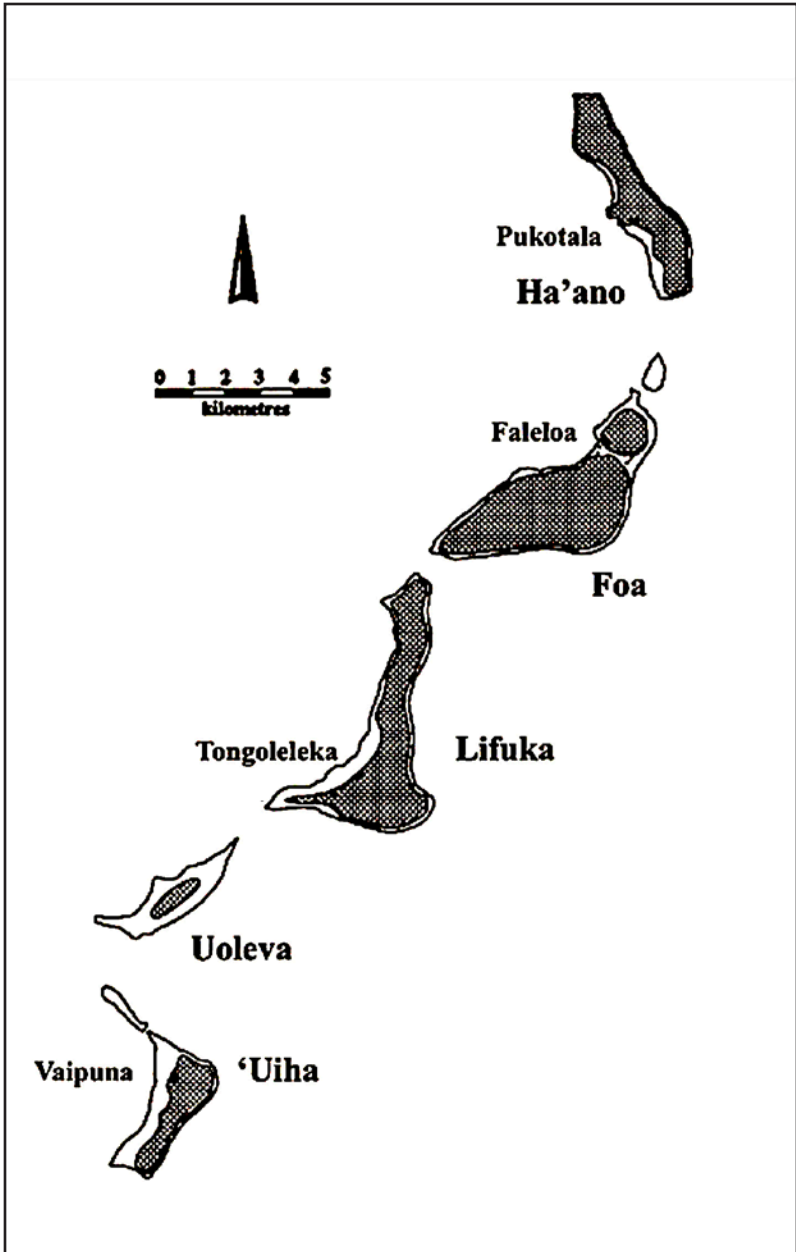 Pukotala
Ha’ano
0 1 2 3 4 5
kilometres
Faleloa
Foa
Tongoleleka
Lifuka
Uoleva
Vaipuna
‘Uiha